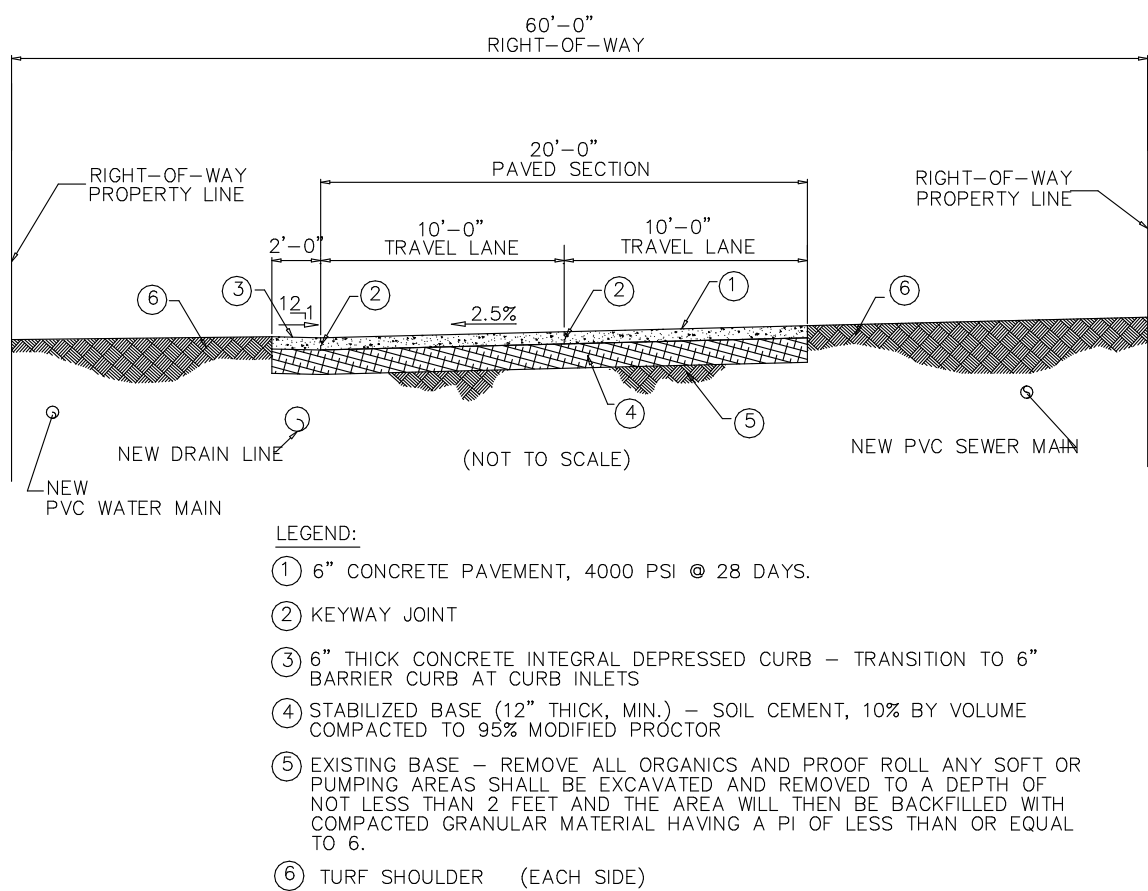 60'-0"
RIGHT-OF-WAY
20'-0"
PAVED SECTION
RIGHT-OF-WAY
PROPERTY LINE
RIGHT-OF-WAY
PROPERTY LINE
2'-0"
10'-0"
TRAVEL LANE
10'-0"
TRAVEL LANE
6
3
2
2
1
6
12
1
2.5%
4
5
NEW DRAIN LINE
(NOT TO SCALE)
NEW PVC SEWER MAIN
NEW
PVC WATER MAIN
LEGEND:
1 6" CONCRETE PAVEMENT, 4000 PSI @ 28 DAYS.
2 KEYWAY JOINT
3 6" THICK CONCRETE INTEGRAL DEPRESSED CURB - TRANSITION TO 6"
BARRIER CURB AT CURB INLETS
4 STABILIZED BASE (12" THICK, MIN.) - SOIL CEMENT, 10% BY VOLUME
COMPACTED TO 95% MODIFIED PROCTOR
5 EXISTING BASE - REMOVE ALL ORGANICS AND PROOF ROLL ANY SOFT OR
PUMPING AREAS SHALL BE EXCAVATED AND REMOVED TO A DEPTH OF
NOT LESS THAN 2 FEET AND THE AREA WILL THEN BE BACKFILLED WITH
COMPACTED GRANULAR MATERIAL HAVING A PI OF LESS THAN OR EQUAL
TO 6.
6 TURF SHOULDER (EACH SIDE)